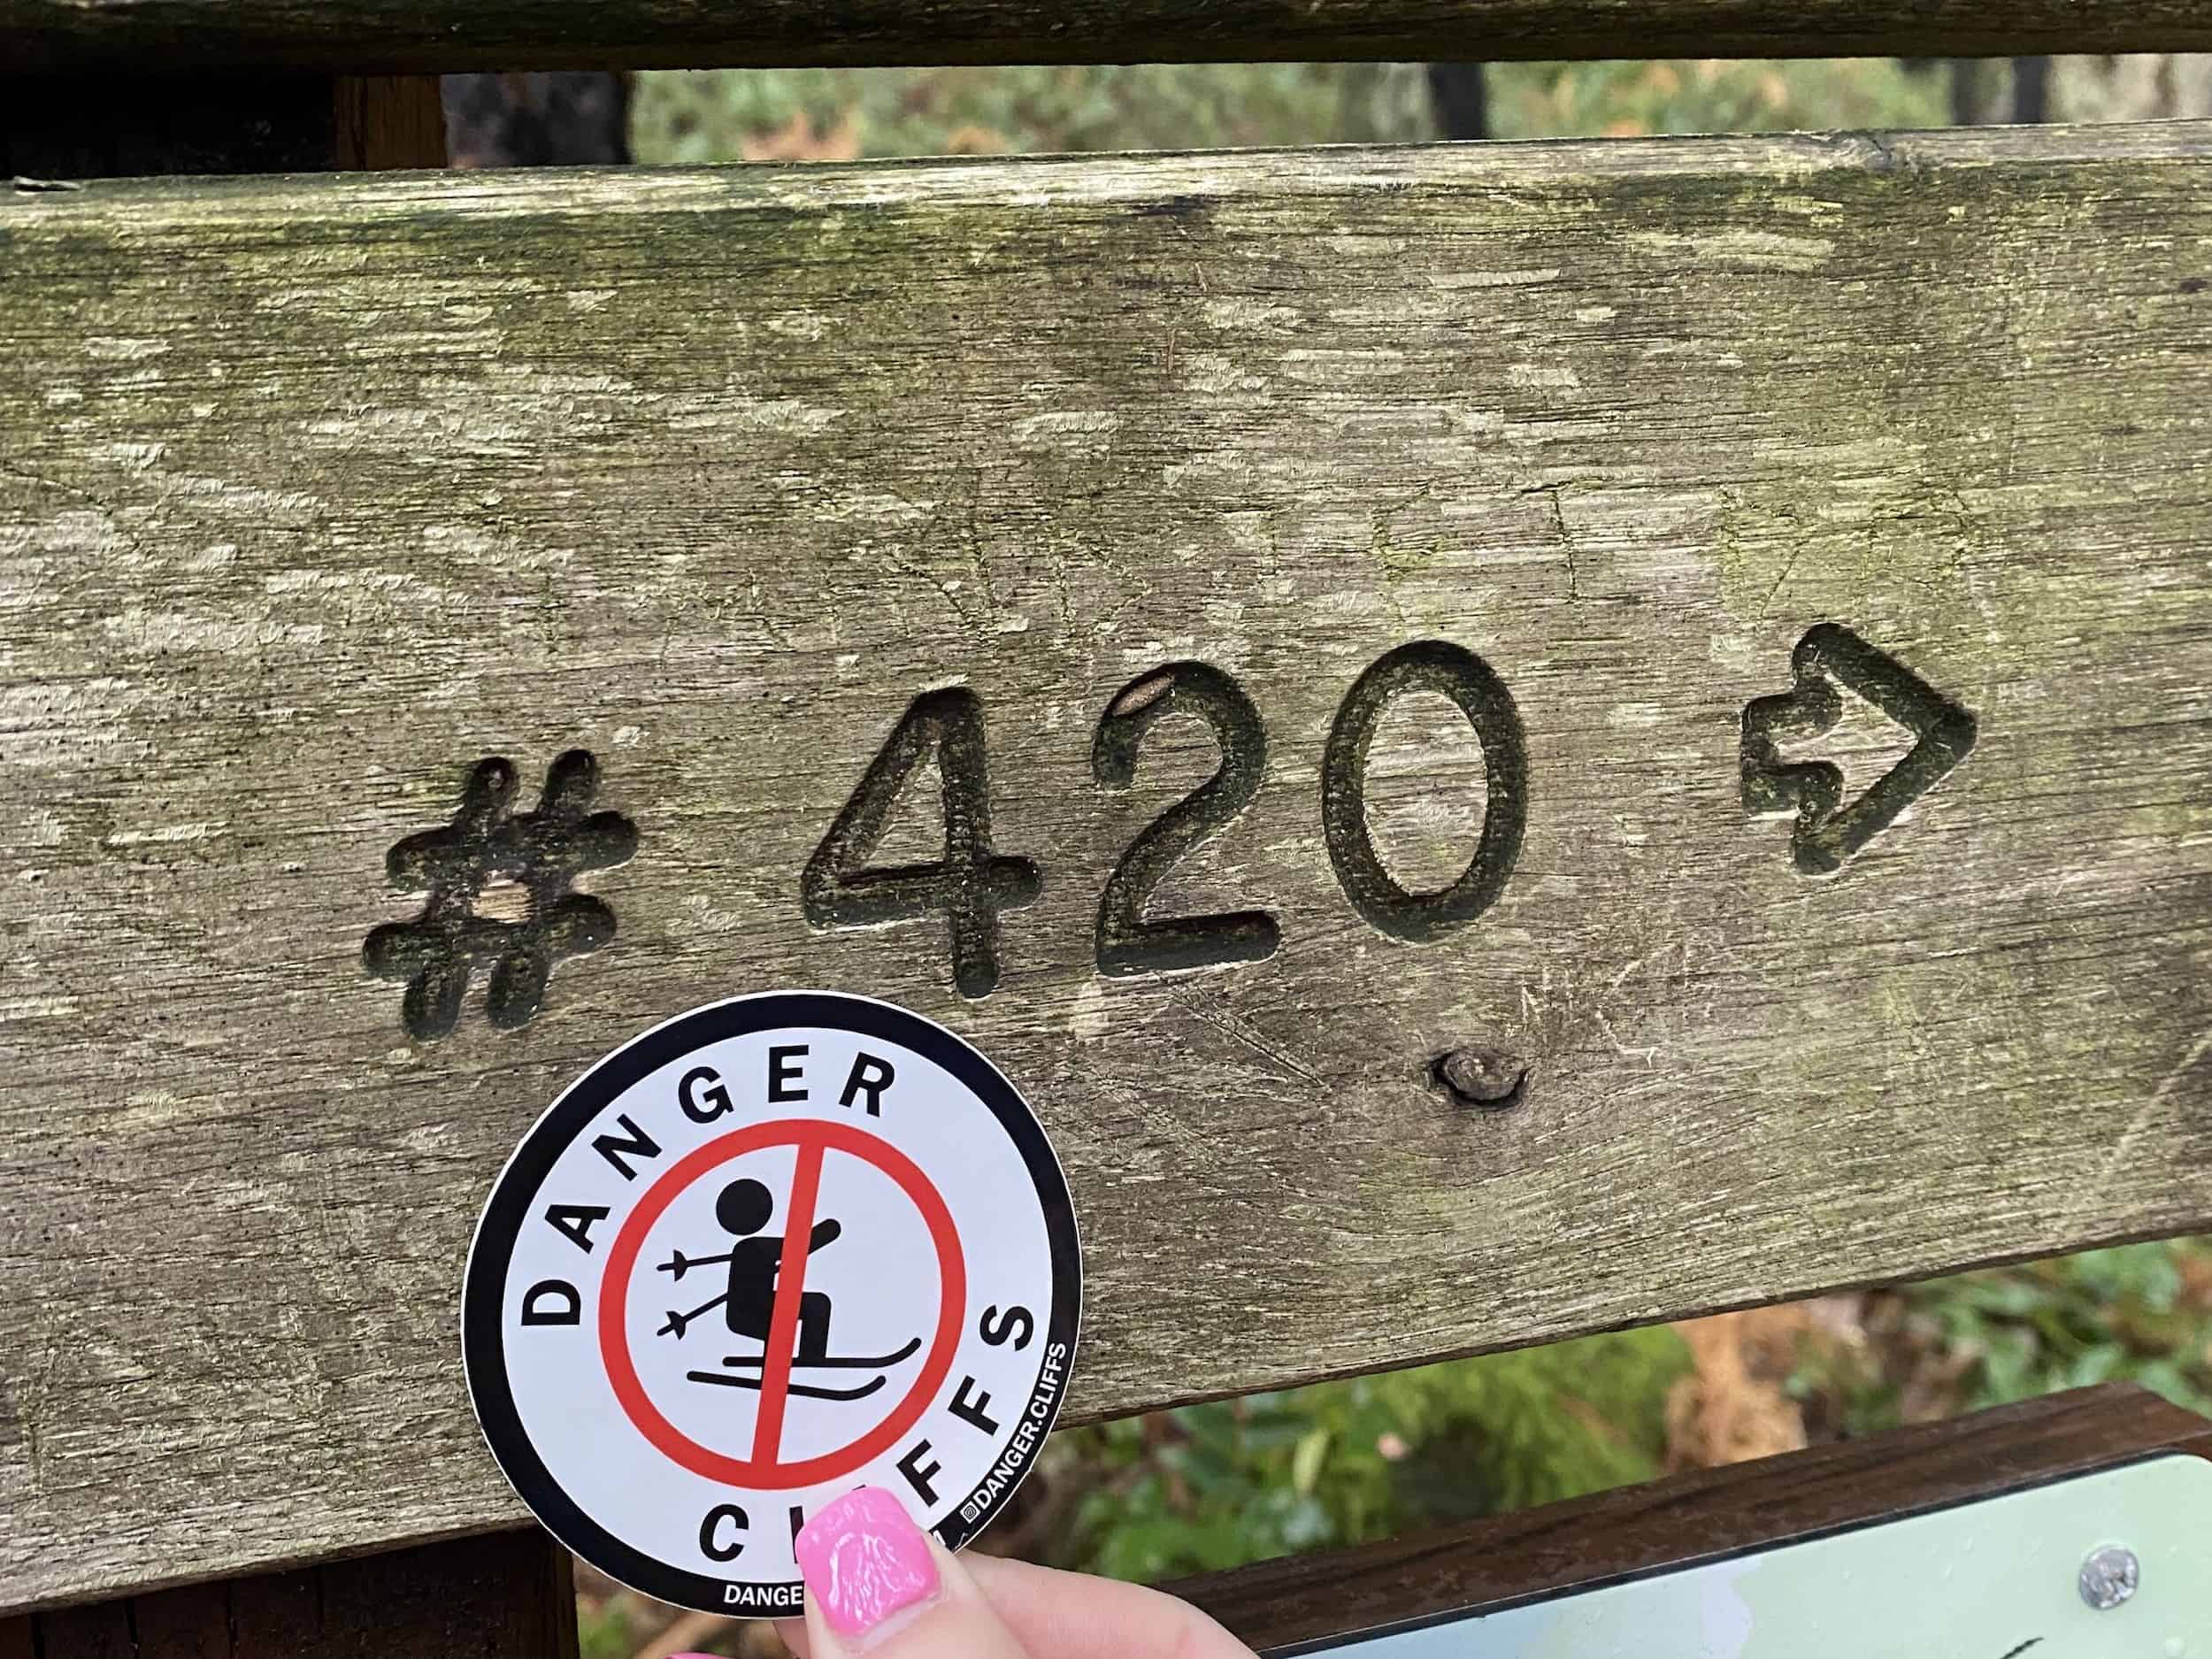 # 420
DANGER
CLIFFS
DANGER.CLIFFS